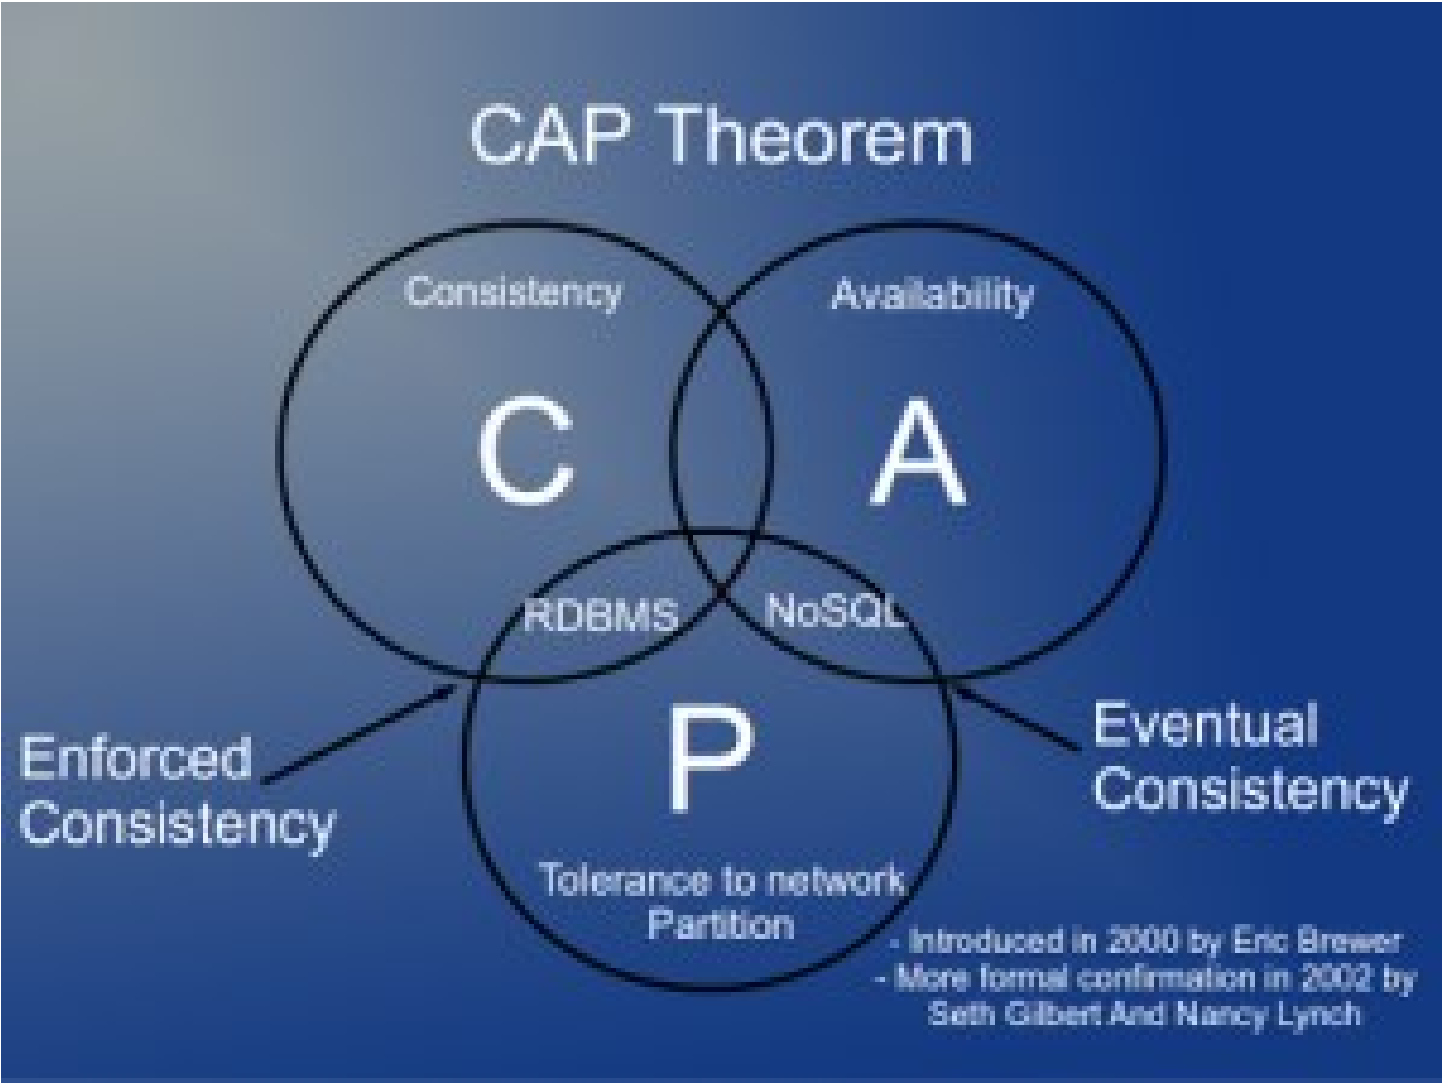 CAP Theorem
Consistency
Availability
C
A
RDBMS
NoSQL
P
Enforced
Consistency
Eventual
Consistency
Tolerance to network
Partition
- Introduced in 2000 by Eric Brewer
- More formal confirmation in 2002 by
Seth Gilbert And Nancy Lynch